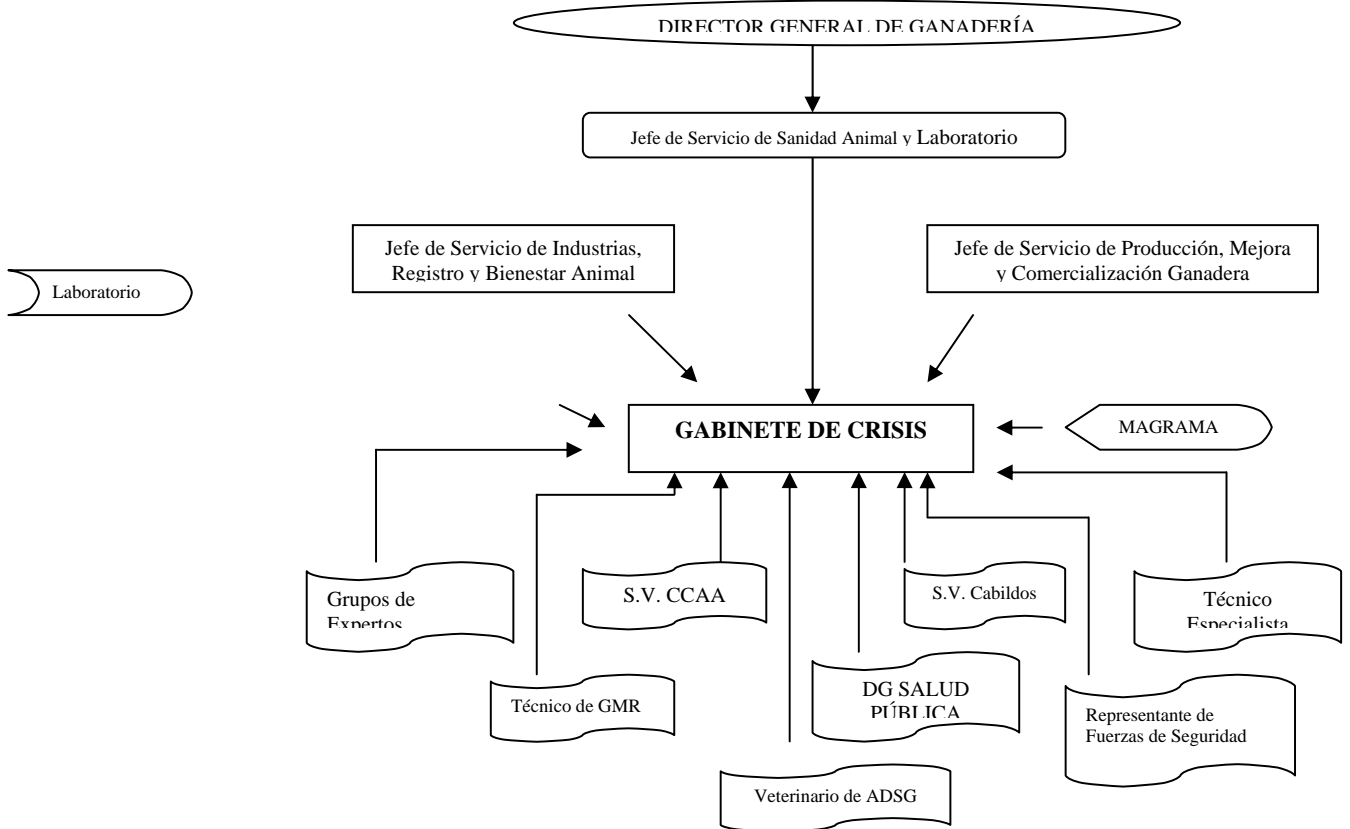 DIRECTOR GENERAL DE GANADERÍA
Jefe de Servicio de Sanidad Animal y Laboratorio
Jefe de Servicio de Industrias,
Registro y Bienestar Animal
Jefe de Servicio de Producción, Mejora
y Comercialización Ganadera
Laboratorio
GABINETE DE CRISIS
MAGRAMA
Grupos de
Expertos
S.V. CCAA
S.V. Cabildos
Técnico
Especialista
Técnico de GMR
DG SALUD
PÚBLICA
Representante de
Fuerzas de Seguridad
Veterinario de ADSG